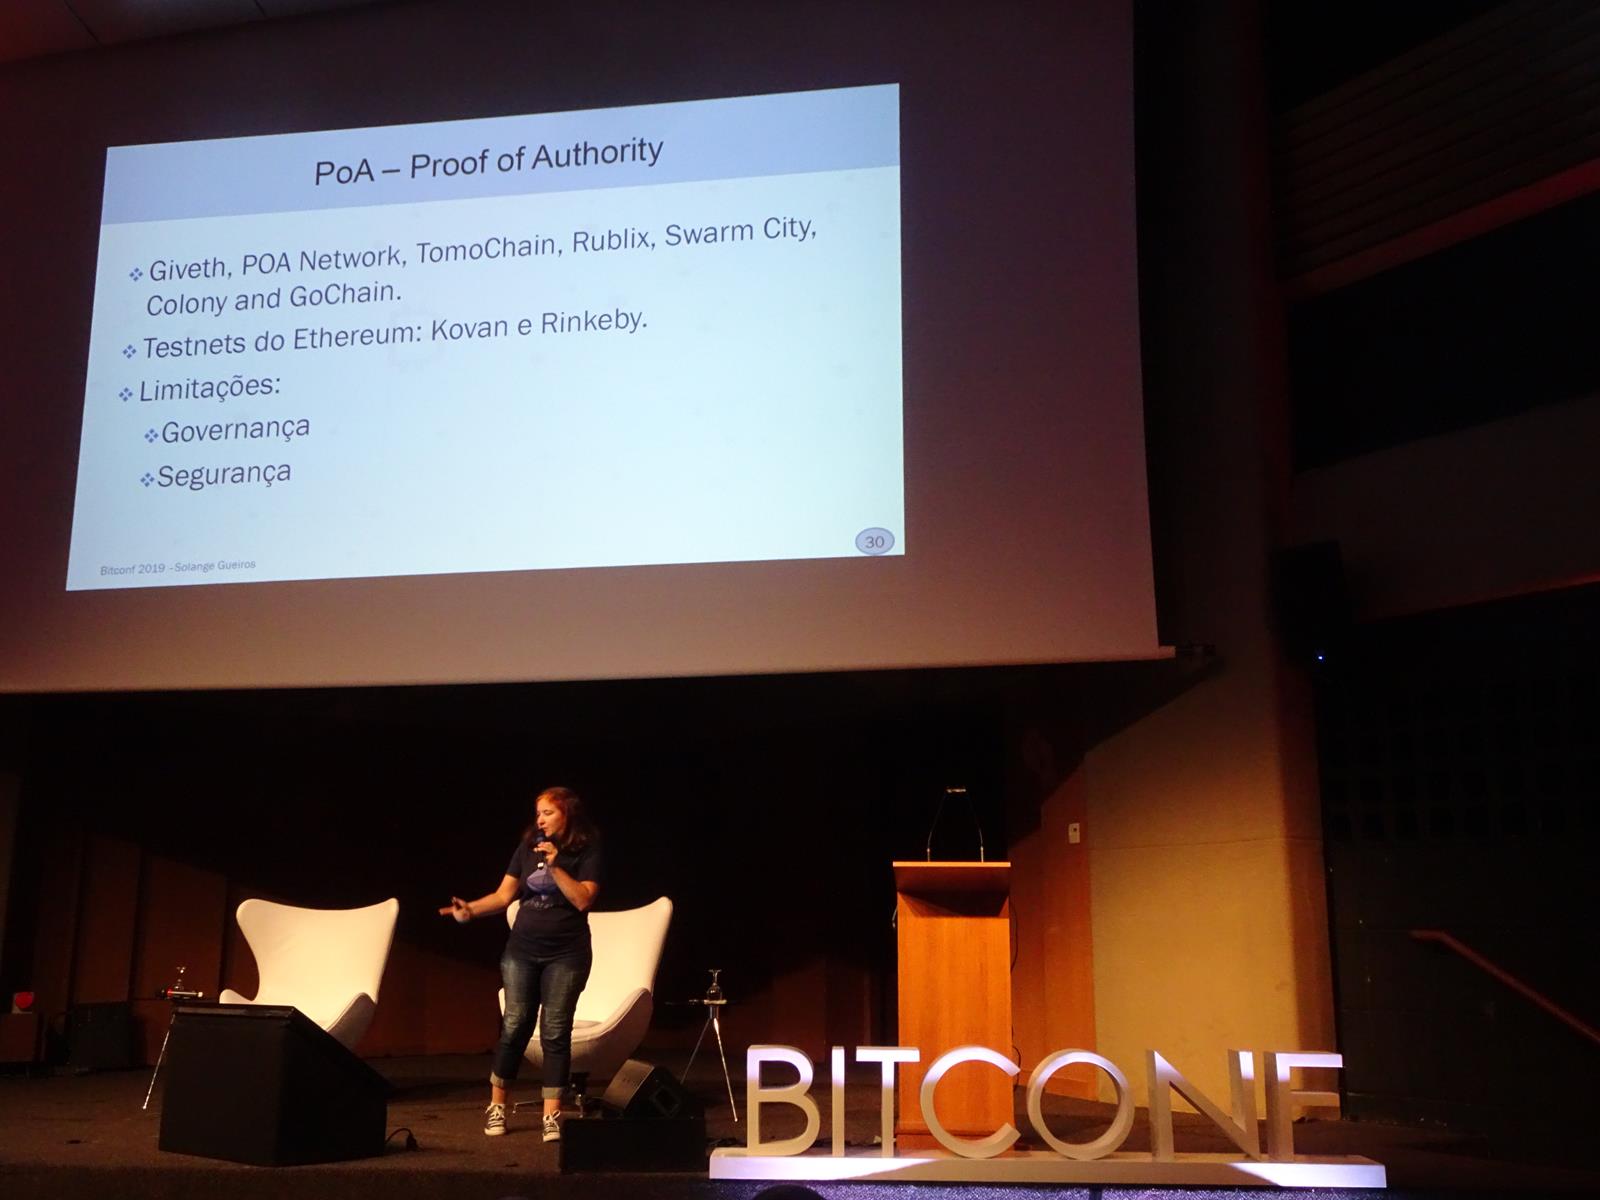 PoA – Proof of Authority
Giveth, POA Network, TomoChain, Rublix, Swarm City,
Colony and GoChain.
Testnets do Ethereum: Kovan e Rinkeby.
Limitações:
Governança
Segurança
Bitconf 2019 -Solange Gueiros
30
BITCONF